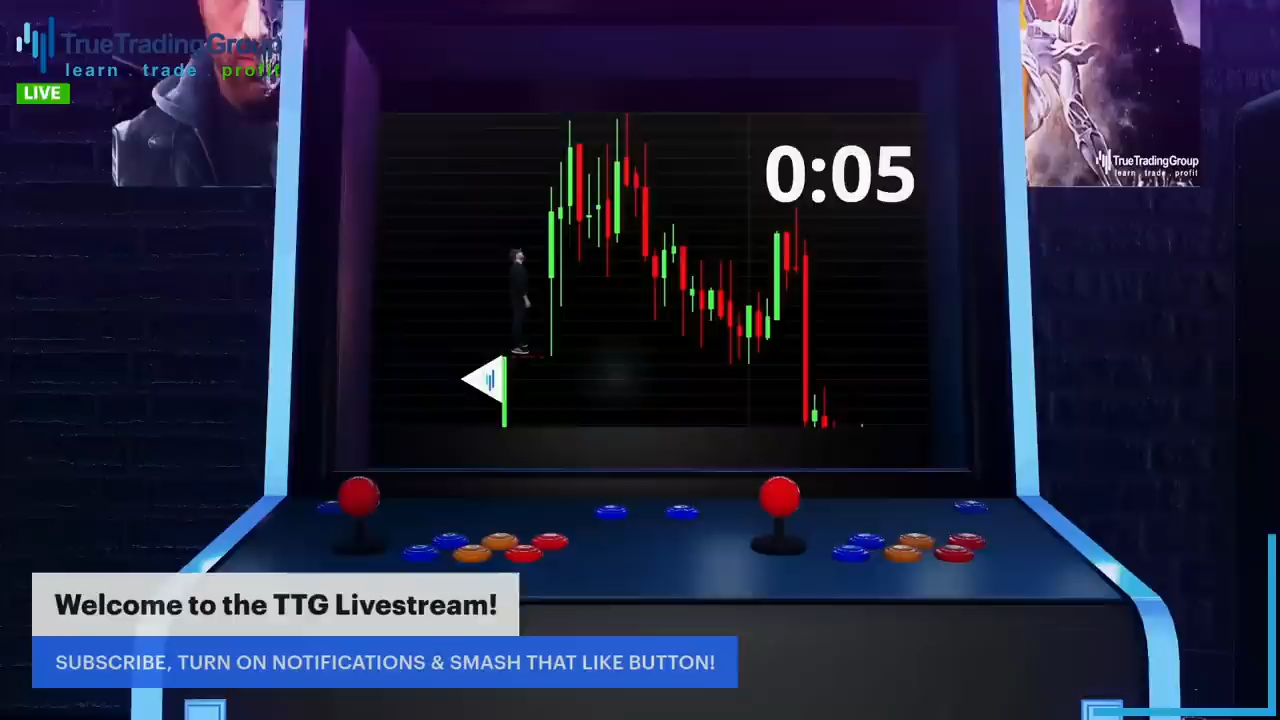 TrueTradingGroup
learn . trade . profit
LIVE
0:05
TrueTradingGroup
learn . trade . profit
Welcome to the TTG Livestream!
SUBSCRIBE, TURN ON NOTIFICATIONS & SMASH THAT LIKE BUTTON!